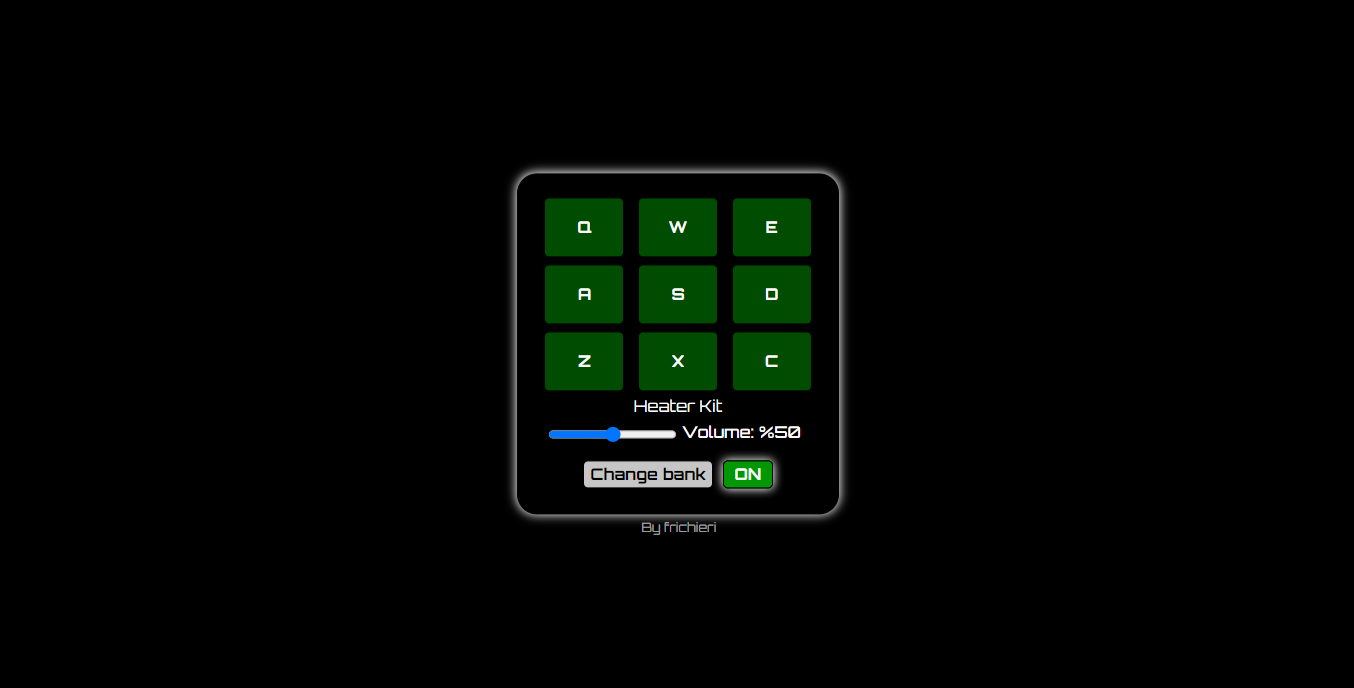 Q W E
A S D
Z X C
Heater Kit
Volume: %50
Change bank ON
By frichieri